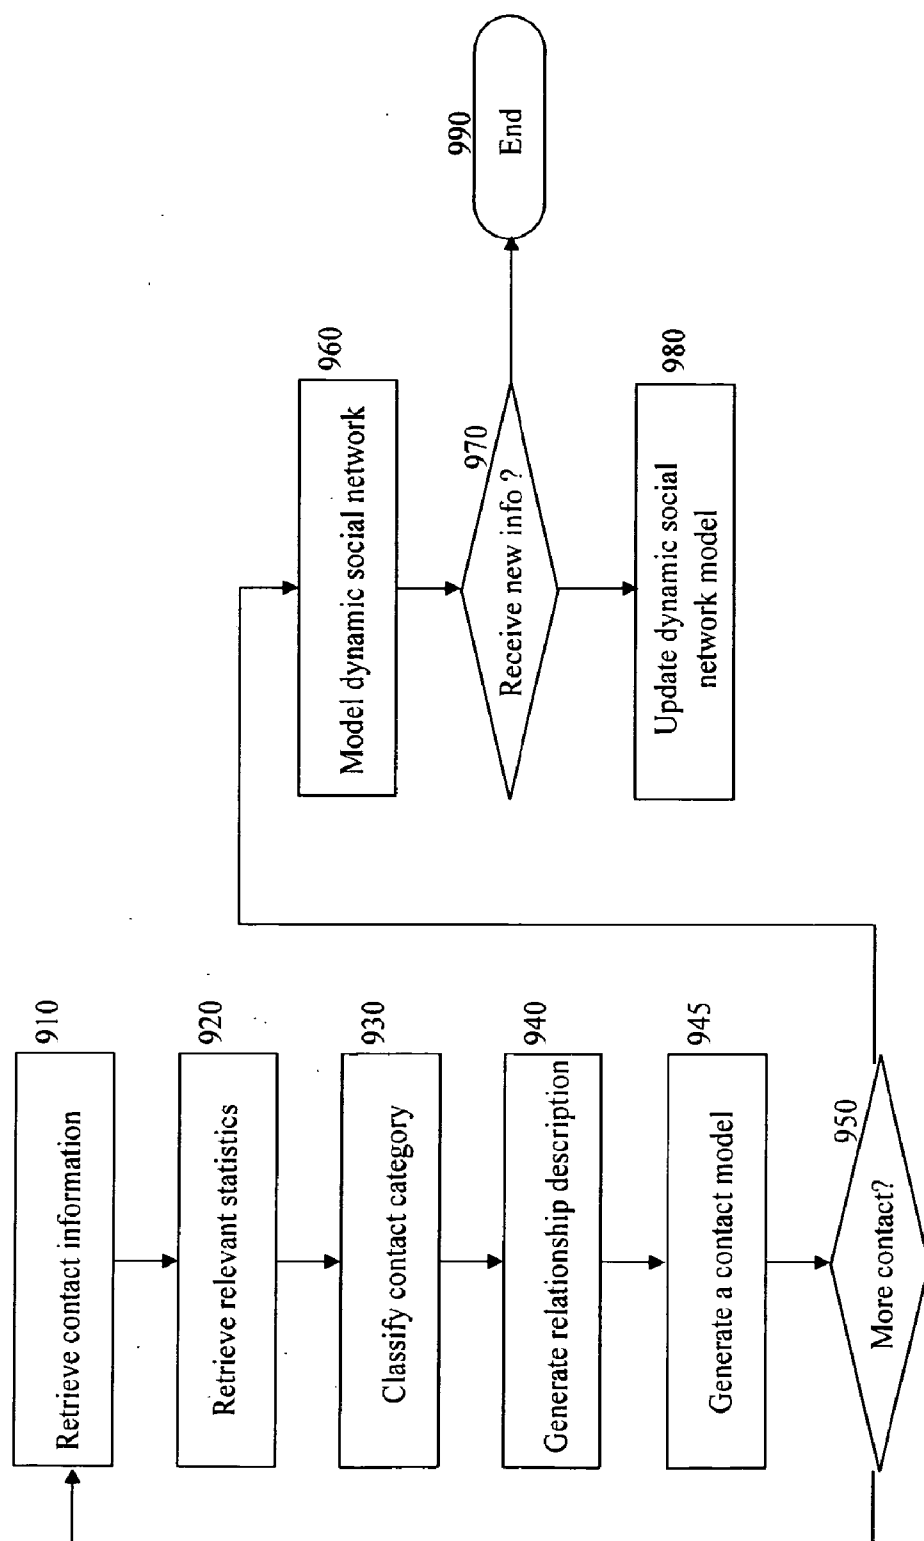 910
Retrieve contact information
920
Retrieve relevant statistics
930
Classify contact category
940
Generate relationship description
945
Generate a contact model
950
More contact?
960
Model dynamic social network
970
Receive new info ?
980
Update dynamic social
network model
990
End